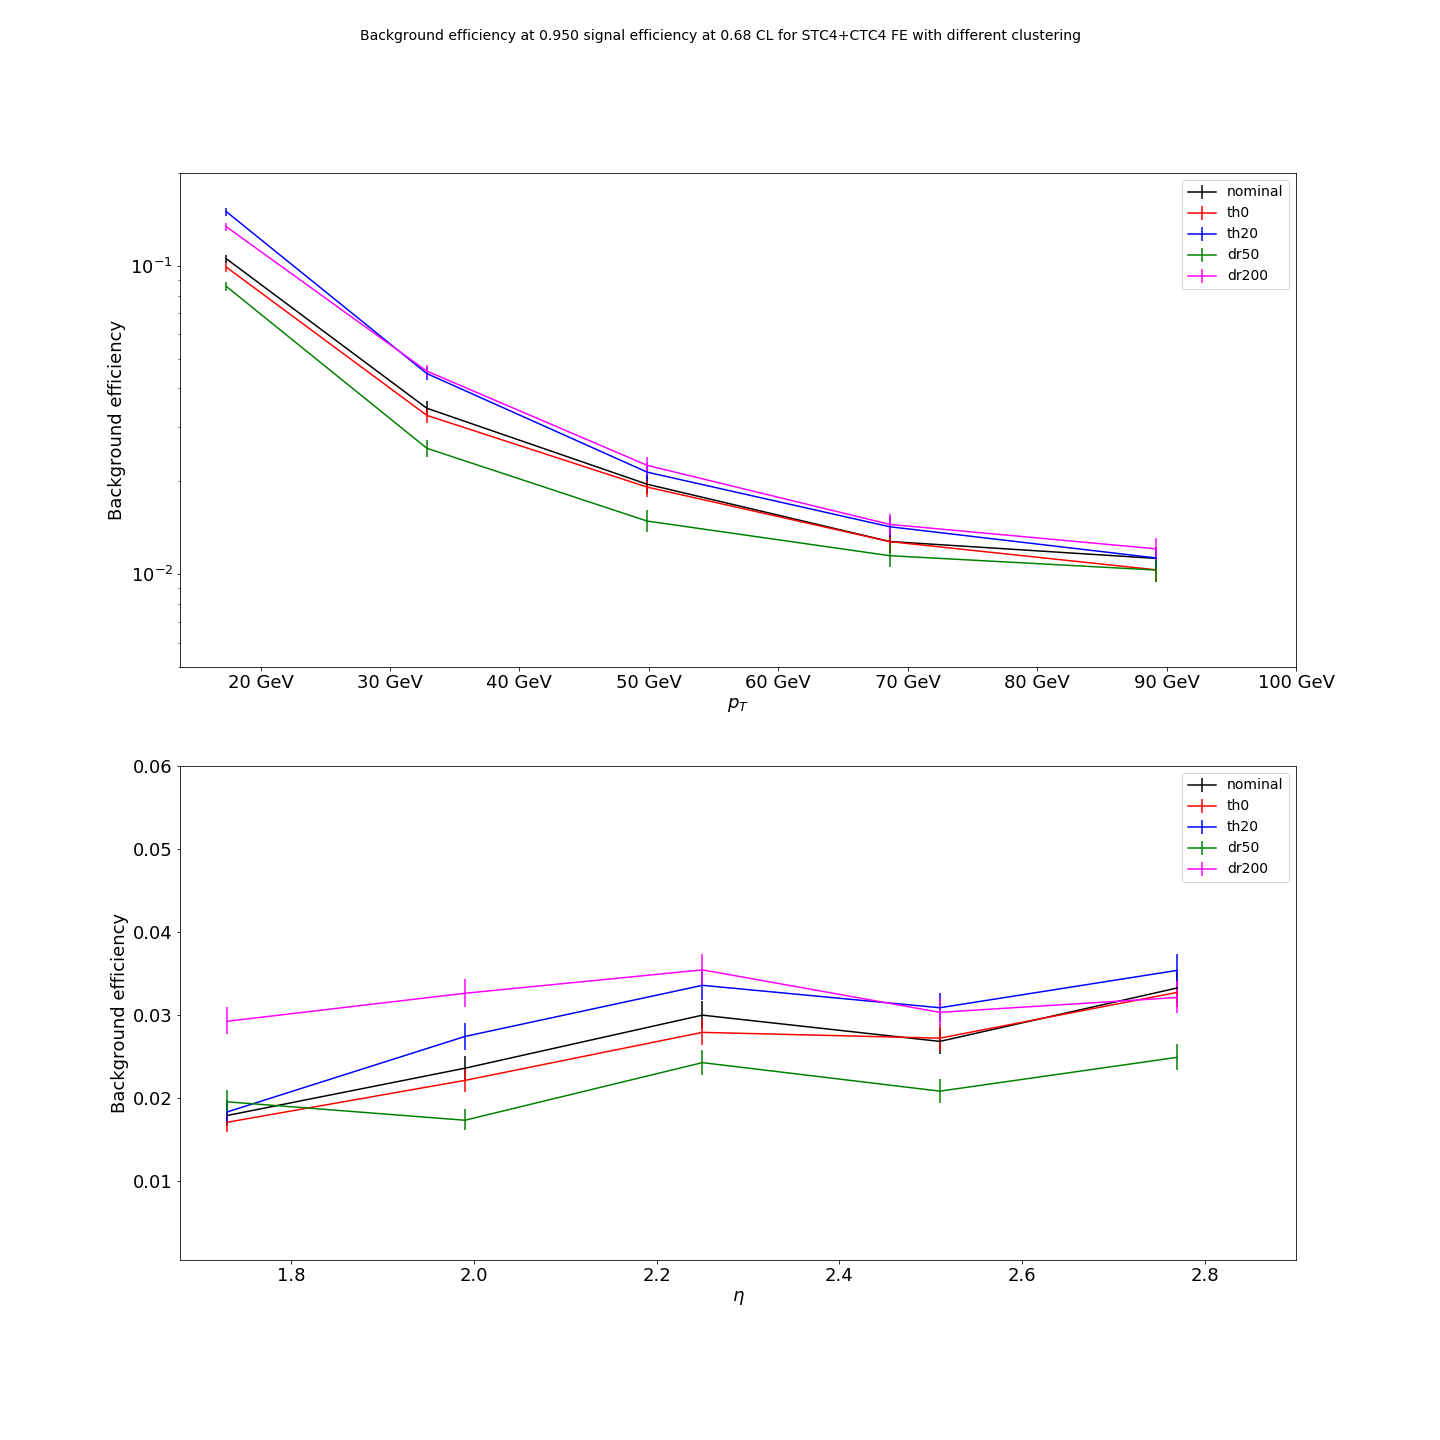 Background efficiency at 0.950 signal efficiency at 0.68 CL for STC4+CTC4 FE with different clustering
nominal
th0
th20
dr50
dr200
10⁻¹
10⁻²
Background efficiency
20 GeV 30 GeV 40 GeV 50 GeV 60 GeV 70 GeV 80 GeV 90 GeV 100 GeV
p_T
nominal
th0
th20
dr50
dr200
0.06
0.05
0.04
0.03
0.02
0.01
Background efficiency
1.8 2.0 2.2 2.4 2.6 2.8
η